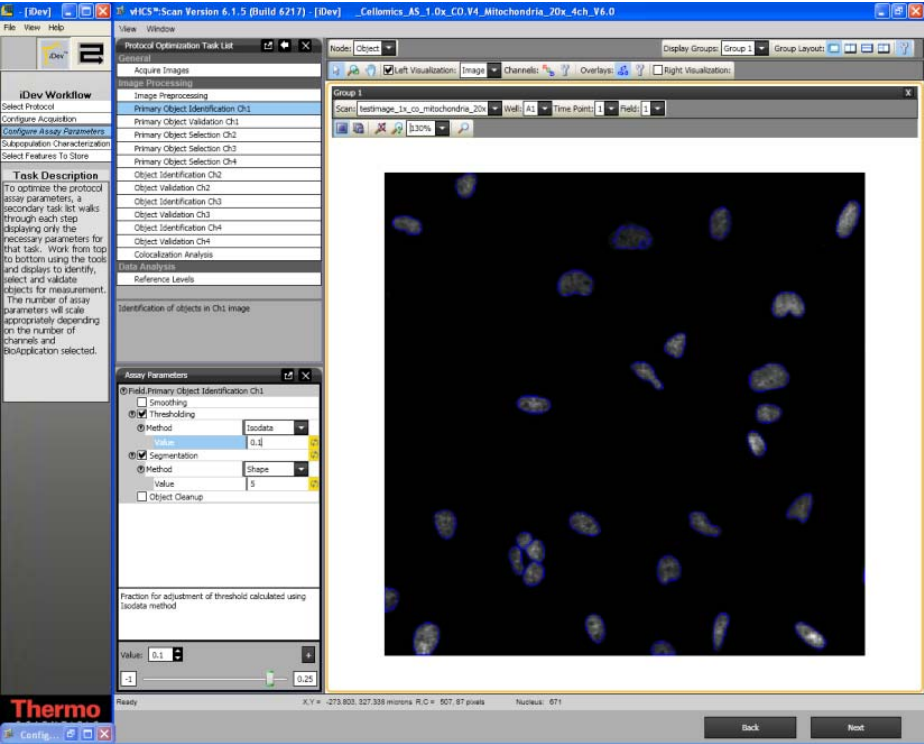 - [iDev]
vHCS™:Scan Version 6.1.5 (Build 6217) - [iDev] _Cellomics_AS_1.0x_CO.V4_Mitochondria_20x_4ch_V6.0
File View Help
View Window
iDev™
iDev Workflow
Select Protocol
Configure Acquisition
Configure Assay Parameters
Subpopulation Characterization
Select Features To Store
Task Description
To optimize the protocol
assay parameters, a
secondary task list walks
through each step
displaying only the
necessary parameters for
that task. Work from top
to bottom using the tools
and displays to identify,
select and validate
objects for measurement.
The number of assay
parameters will scale
appropriately depending
on the number of
channels and
BioApplication selected.
Thermo
Config...
Protocol Optimization Task List
General
Acquire Images
Image Processing
Image Preprocessing
Primary Object Identification Ch1
Primary Object Validation Ch1
Primary Object Selection Ch2
Primary Object Selection Ch3
Primary Object Selection Ch4
Object Identification Ch2
Object Validation Ch2
Object Identification Ch3
Object Validation Ch3
Object Identification Ch4
Object Validation Ch4
Colocalization Analysis
Data Analysis
Reference Levels
Identification of objects in Ch1 image
Assay Parameters
Field.Primary Object Identification Ch1
Smoothing
Thresholding
Method Isodata
Value 0.1
Segmentation
Method Shape
Value 5
Object Cleanup
Fraction for adjustment of threshold calculated using
Isodata method
Value: 0.1
-1 0.25
Node: Object Display Groups: Group 1 Group Layout:
Left Visualization: Image Channels: Overlays: Right Visualization:
Group 1 X
Scan: testimage_1x_co_mitochondria_20x Well: A1 Time Point: 1 Field: 1
130%
Ready X,Y = -273.803, 327.338 microns R,C = 507, 87 pixels Nucleus: 671
Back Next